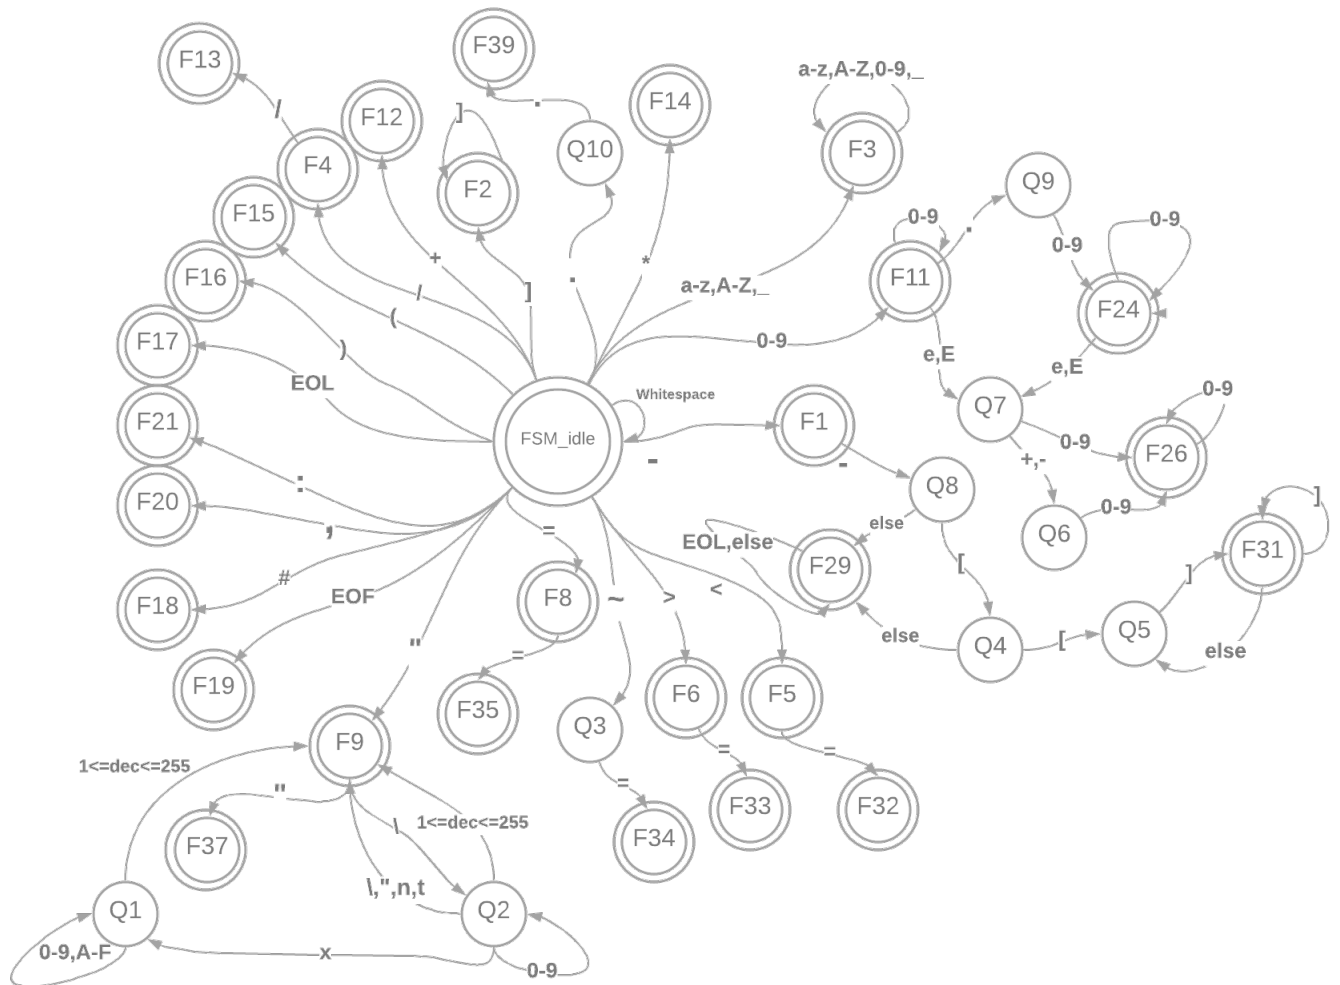 F39
F13
a-z,A-Z,0-9,_
F14
F12
.
/
]
F3
Q10
F4
F2
Q9
F15
0-9
0-9
.
0-9
+
*
F16
.
F11
a-z,A-Z,_
/
]
F24
(
F17
)
0-9
e,E
e,E
EOL
Whitespace
0-9
Q7
F21
F1
FSM_idle
0-9
F26
-
-
+,-
:
Q8
F20
]
0-9
,
else
=
Q6
EOL,else
F31
[
F29
#
]
<
EOF
~
>
F8
F18
Q5
"
else
[
Q4
else
=
F19
F6
F5
F35
Q3
F9
=
=
1<=dec<=255
=
"
F33
F32
\
1<=dec<=255
F34
F37
\,",n,t
Q1
Q2
0-9,A-F
x
0-9